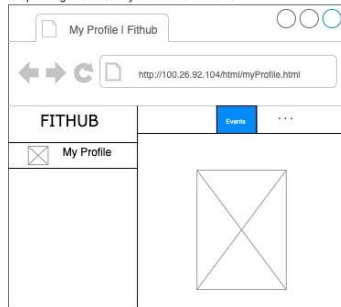 My Profile | Fithub
http://100.26.92.104/html/myProfile.html
FITHUB
Events
...
My Profile